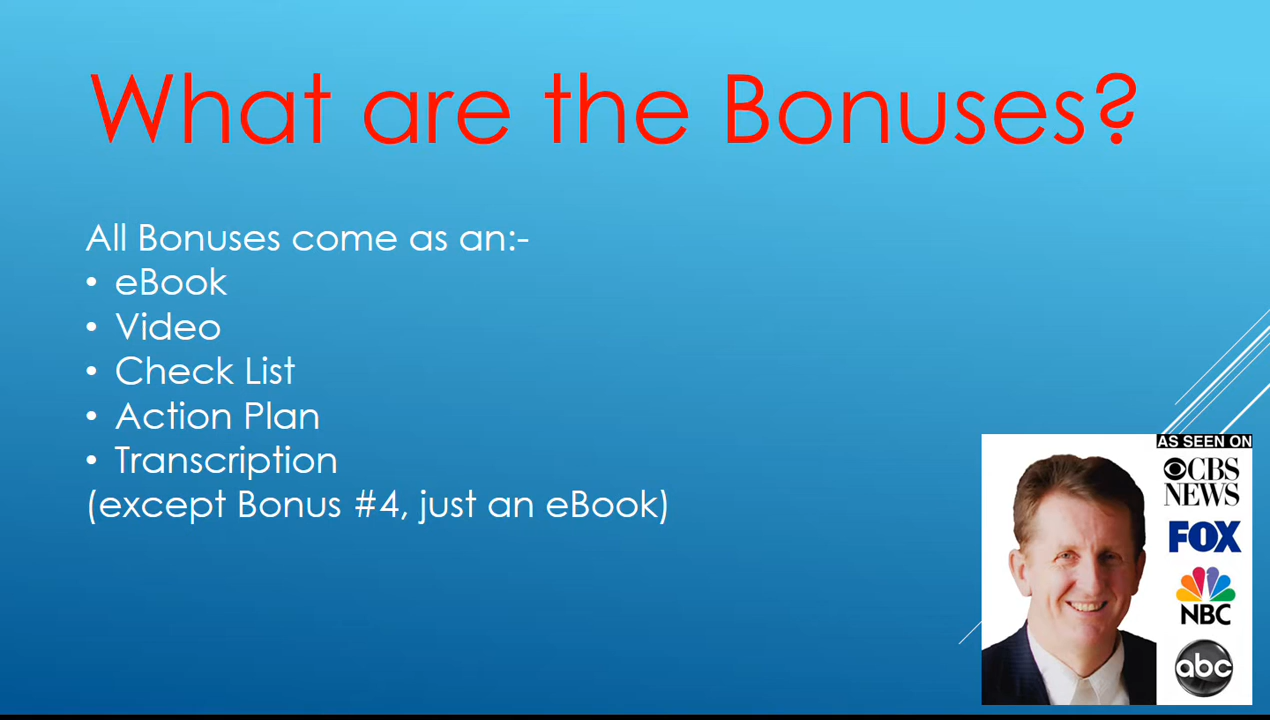 What are the Bonuses?
All Bonuses come as an:-
• eBook
• Video
• Check List
• Action Plan
• Transcription
(except Bonus #4, just an eBook)
AS SEEN ON
CBS
NEWS
FOX
NBC
abc